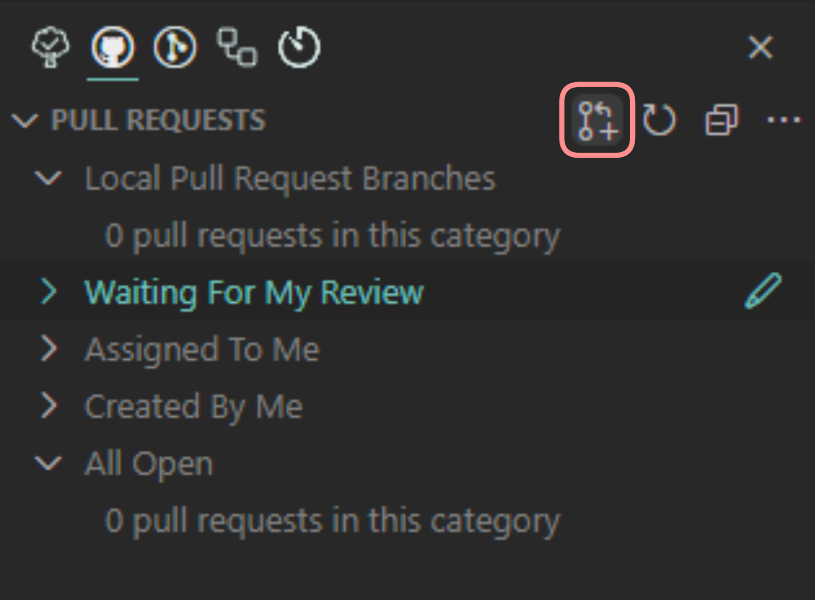 PULL REQUESTS
Local Pull Request Branches
0 pull requests in this category
Waiting For My Review
Assigned To Me
Created By Me
All Open
0 pull requests in this category